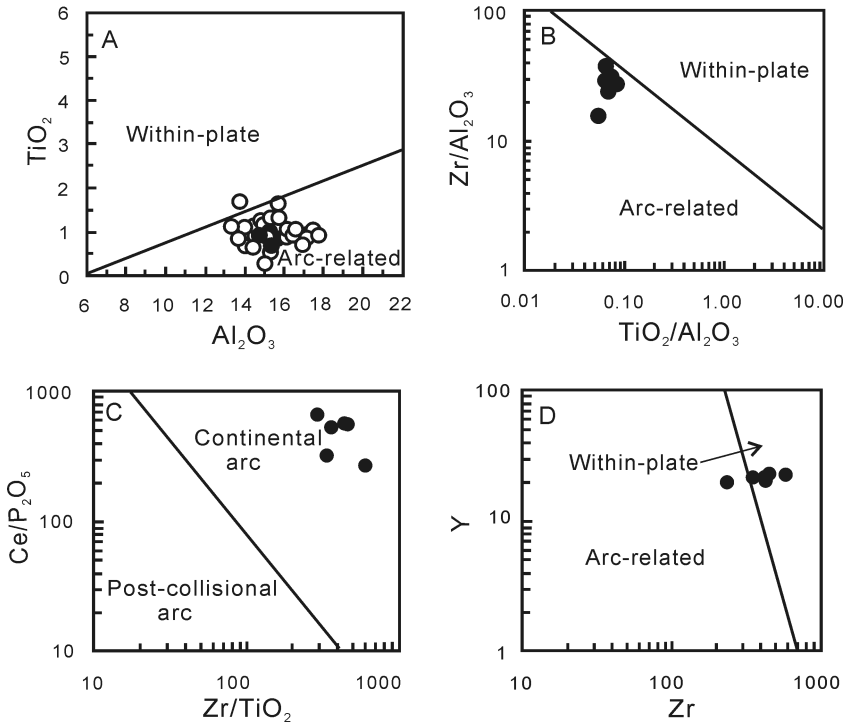 A
TiO2
6
5
4
3
2
1
0
Within-plate
Arc-related
6 8 10 12 14 16 18 20 22
Al2O3
B
Zr/Al2O3
100
10
1
Within-plate
Arc-related
0.01 0.10 1.00 10.00
TiO2/Al2O3
C
Ce/P2O5
1000
100
10
Continental
arc
Post-collisional
arc
10 100 1000
Zr/TiO2
D
Y
100
10
1
Within-plate
Arc-related
10 100 1000
Zr